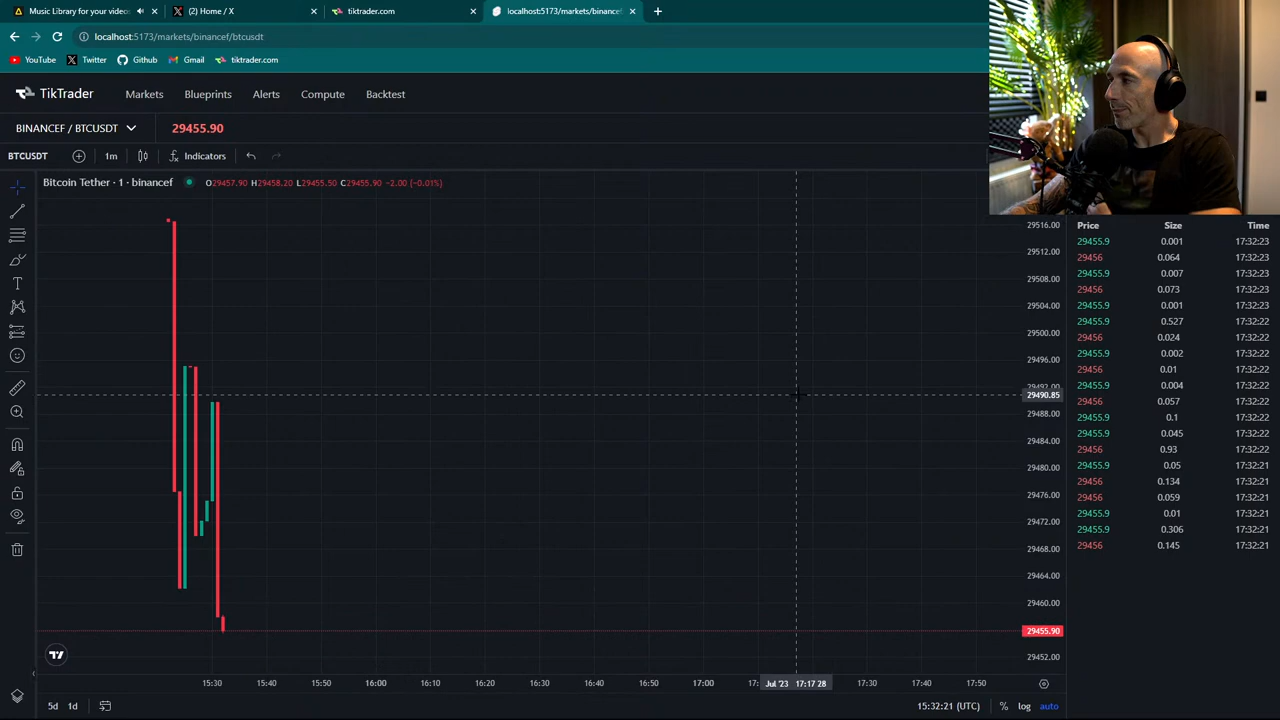 Music Library for your videos
(2) Home / X
tiktrader.com
localhost:5173/markets/binancef
localhost:5173/markets/binancef/btcusdt
YouTube
Twitter
Github
Gmail
tiktrader.com
TikTrader
Markets
Blueprints
Alerts
Compute
Backtest
BINANCEF / BTCUSDT
29455.90
BTCUSDT
1m
Indicators
Bitcoin Tether · 1 · binancef
O29457.90 H29458.20 L29455.50 C29455.90 −2.00 (−0.01%)
29516.00
29512.00
29508.00
29504.00
29500.00
29496.00
29492.00
29490.85
29488.00
29484.00
29480.00
29476.00
29472.00
29468.00
29464.00
29460.00
29455.90
29452.00
Price Size Time
29455.9 0.001 17:32:23
29456 0.064 17:32:23
29455.9 0.007 17:32:23
29456 0.073 17:32:23
29455.9 0.001 17:32:23
29455.9 0.527 17:32:22
29456 0.024 17:32:22
29455.9 0.002 17:32:22
29456 0.01 17:32:22
29455.9 0.004 17:32:22
29456 0.057 17:32:22
29455.9 0.1 17:32:22
29455.9 0.045 17:32:22
29456 0.93 17:32:22
29455.9 0.05 17:32:21
29456 0.134 17:32:21
29456 0.059 17:32:21
29455.9 0.01 17:32:21
29455.9 0.306 17:32:21
29456 0.145 17:32:21
15:30 15:40 15:50 16:00 16:10 16:20 16:30 16:40 16:50 17:00 17: Jul '23 17:17 28 17:30 17:40 17:50
5d 1d
15:32:21 (UTC) % log auto